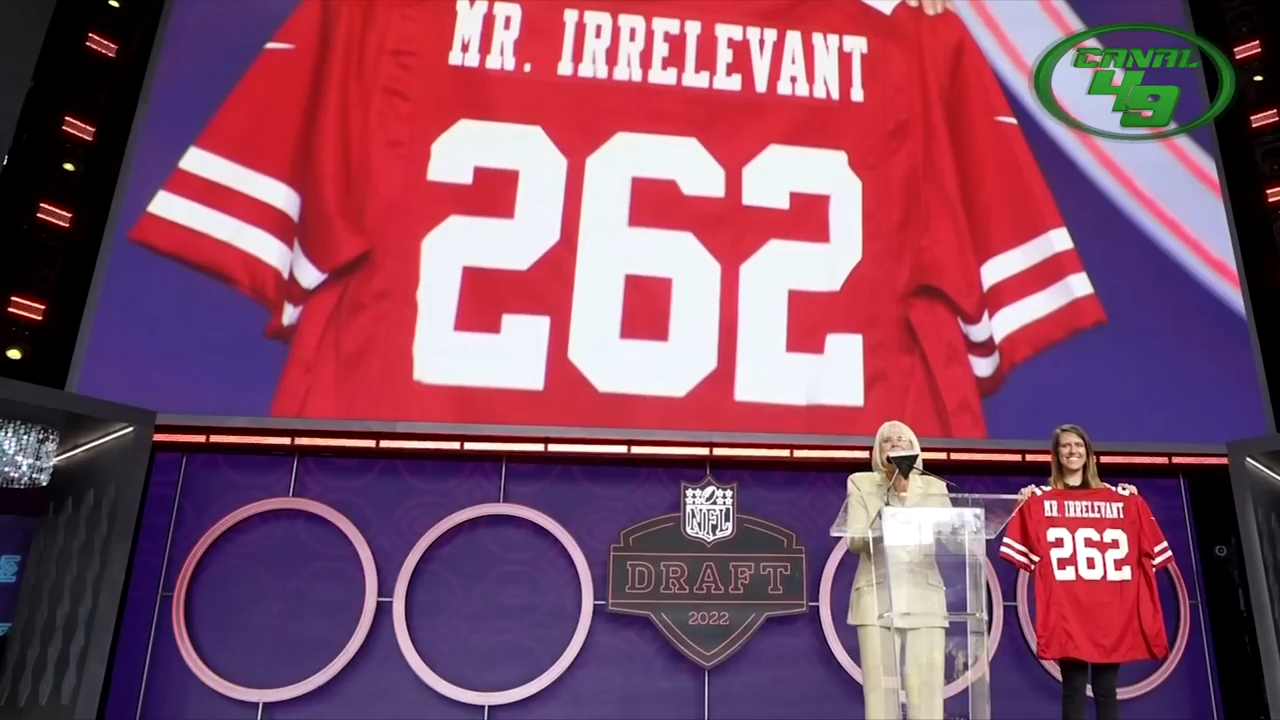 MR. IRRELEVANT
262
CANAL
49
NFL
DRAFT
2022
MR. IRRELEVANT
262